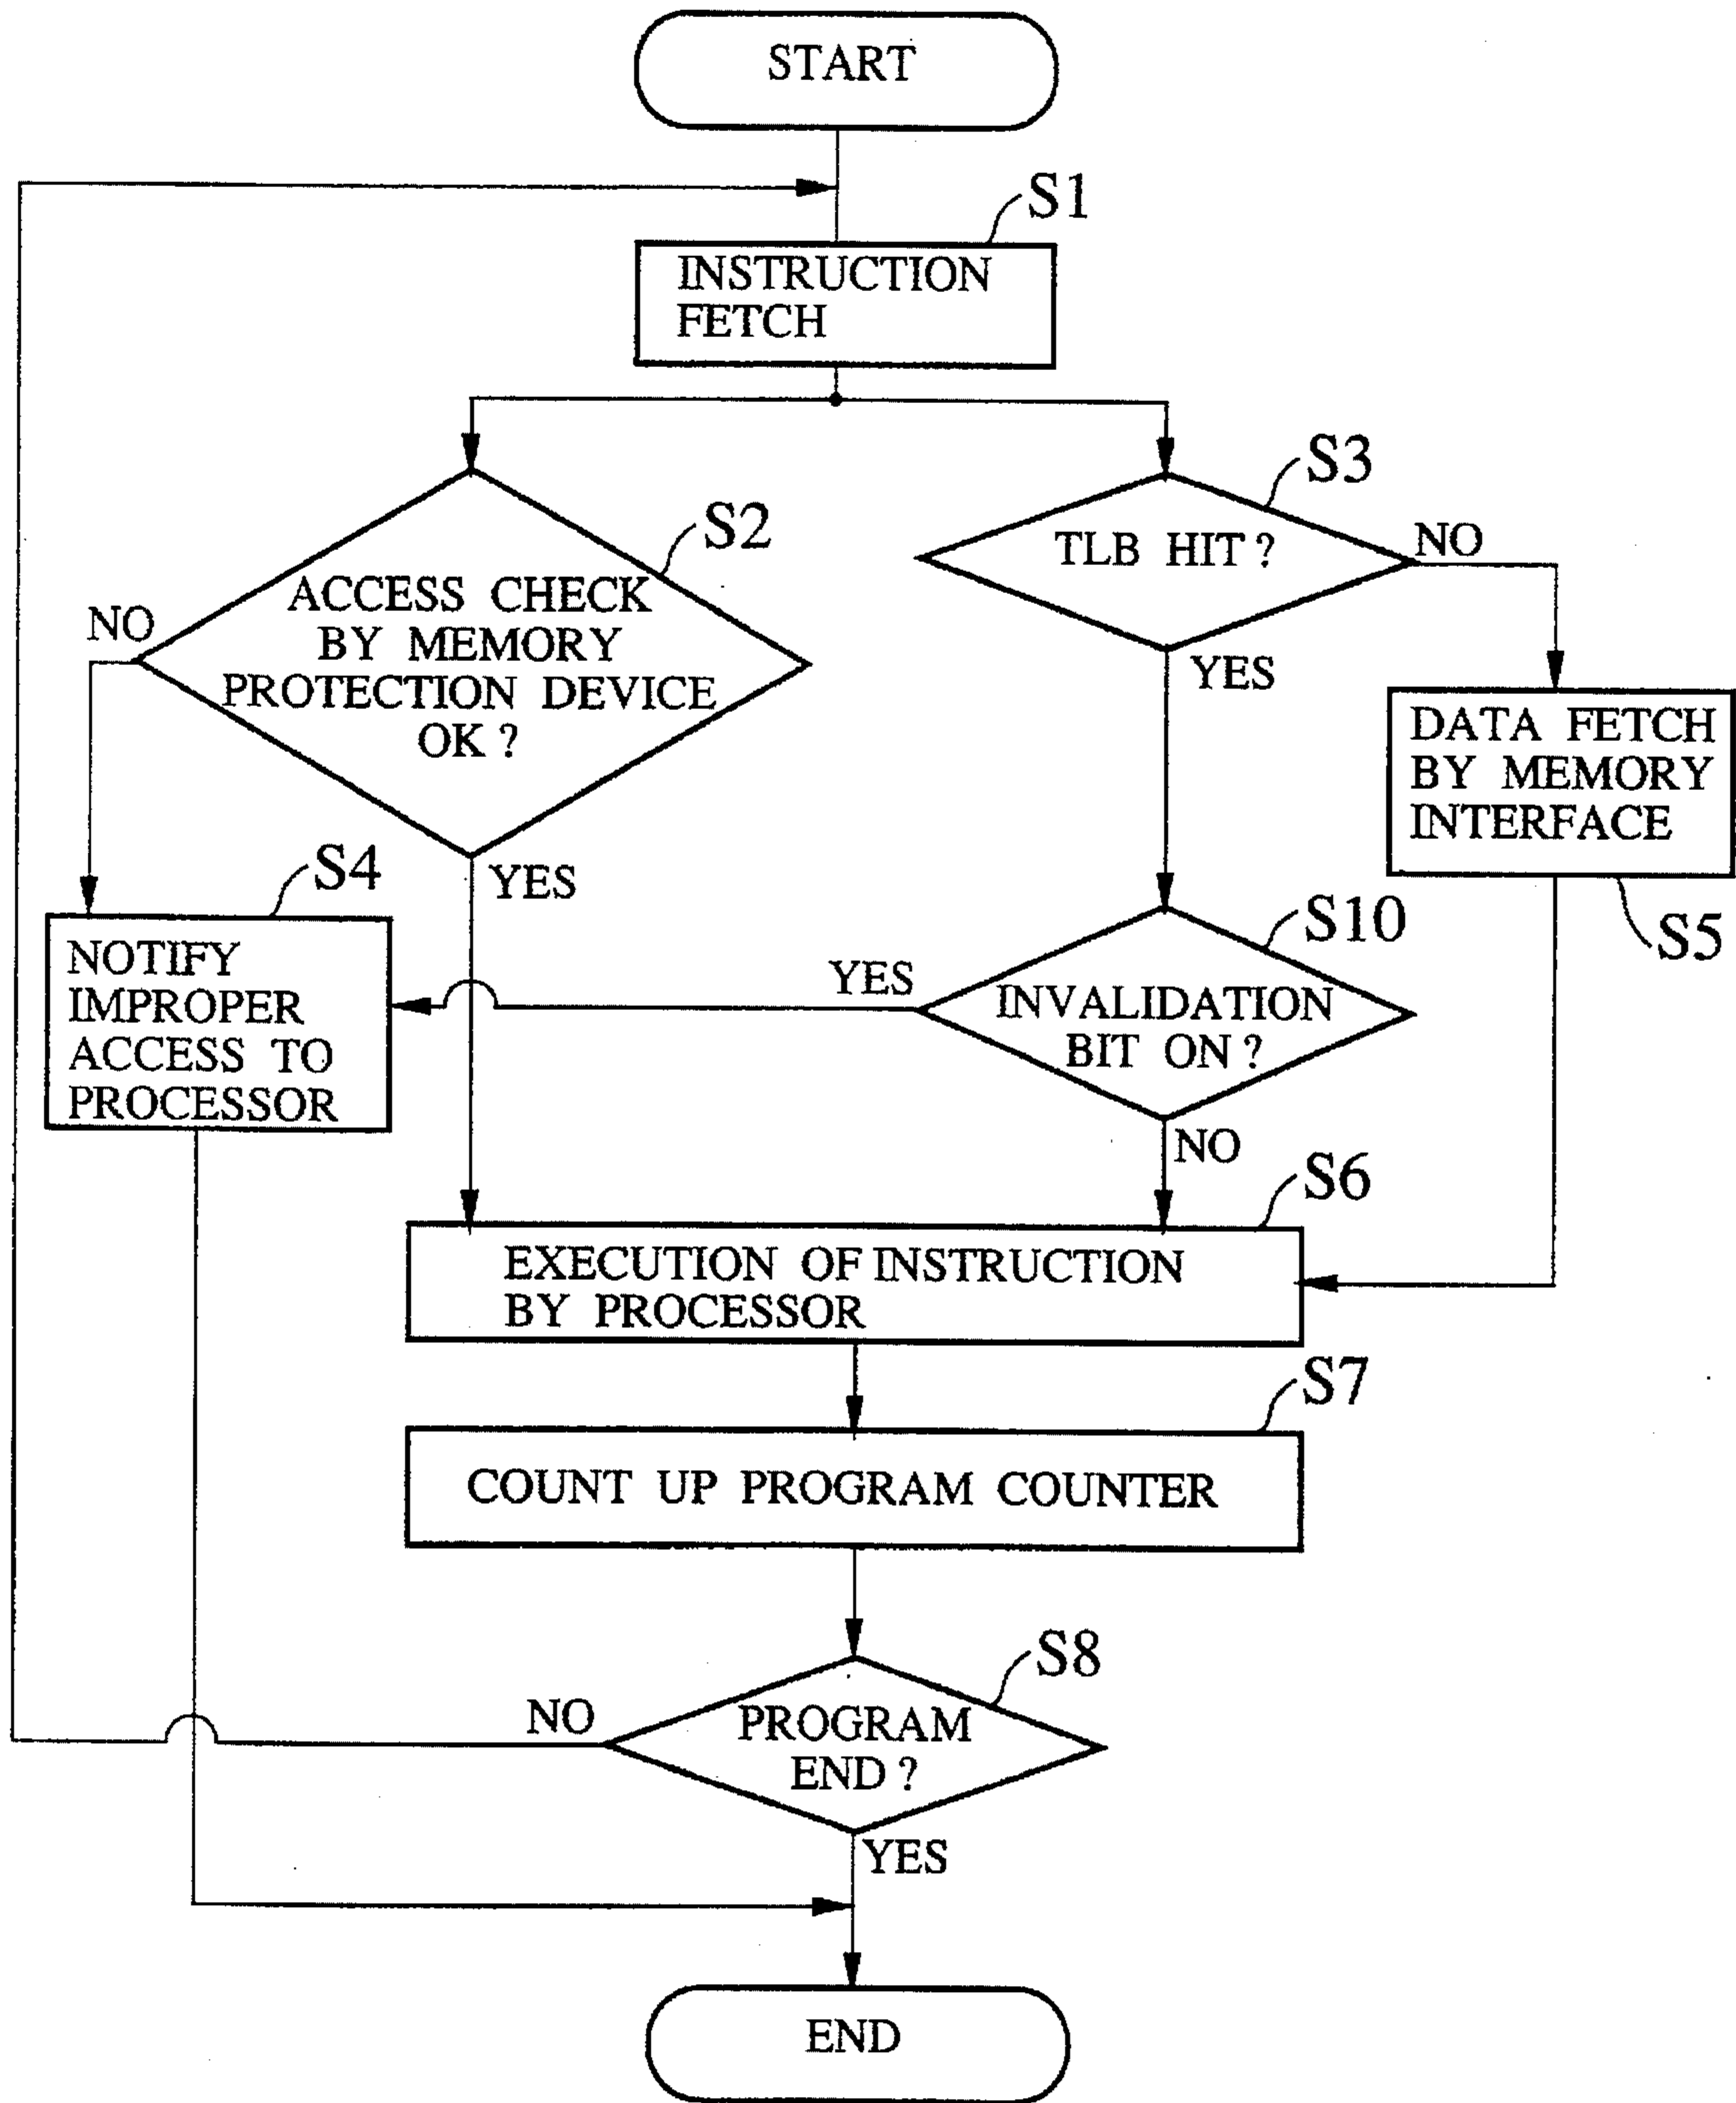 START
S1
INSTRUCTION
FETCH
S3
TLB HIT?
NO
YES
S2
ACCESS CHECK
BY MEMORY
PROTECTION DEVICE
OK?
NO
YES
DATA FETCH
BY MEMORY
INTERFACE
S5
S4
NOTIFY
IMPROPER
ACCESS TO
PROCESSOR
S10
YES
INVALIDATION
BIT ON?
NO
S6
EXECUTION OF INSTRUCTION
BY PROCESSOR
S7
COUNT UP PROGRAM COUNTER
S8
NO
PROGRAM
END?
YES
END